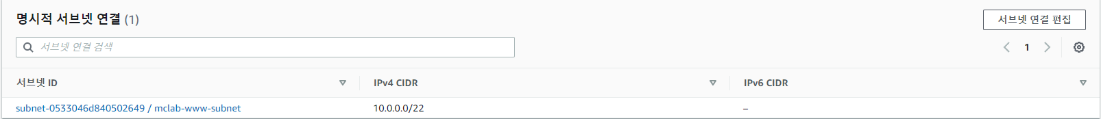 명시적 서브넷 연결 (1)
서브넷 연결 편집
서브넷 연결 검색
1
서브넷 ID IPv4 CIDR IPv6 CIDR
subnet-0533046d840502649 / mclab-www-subnet 10.0.0.0/22 –